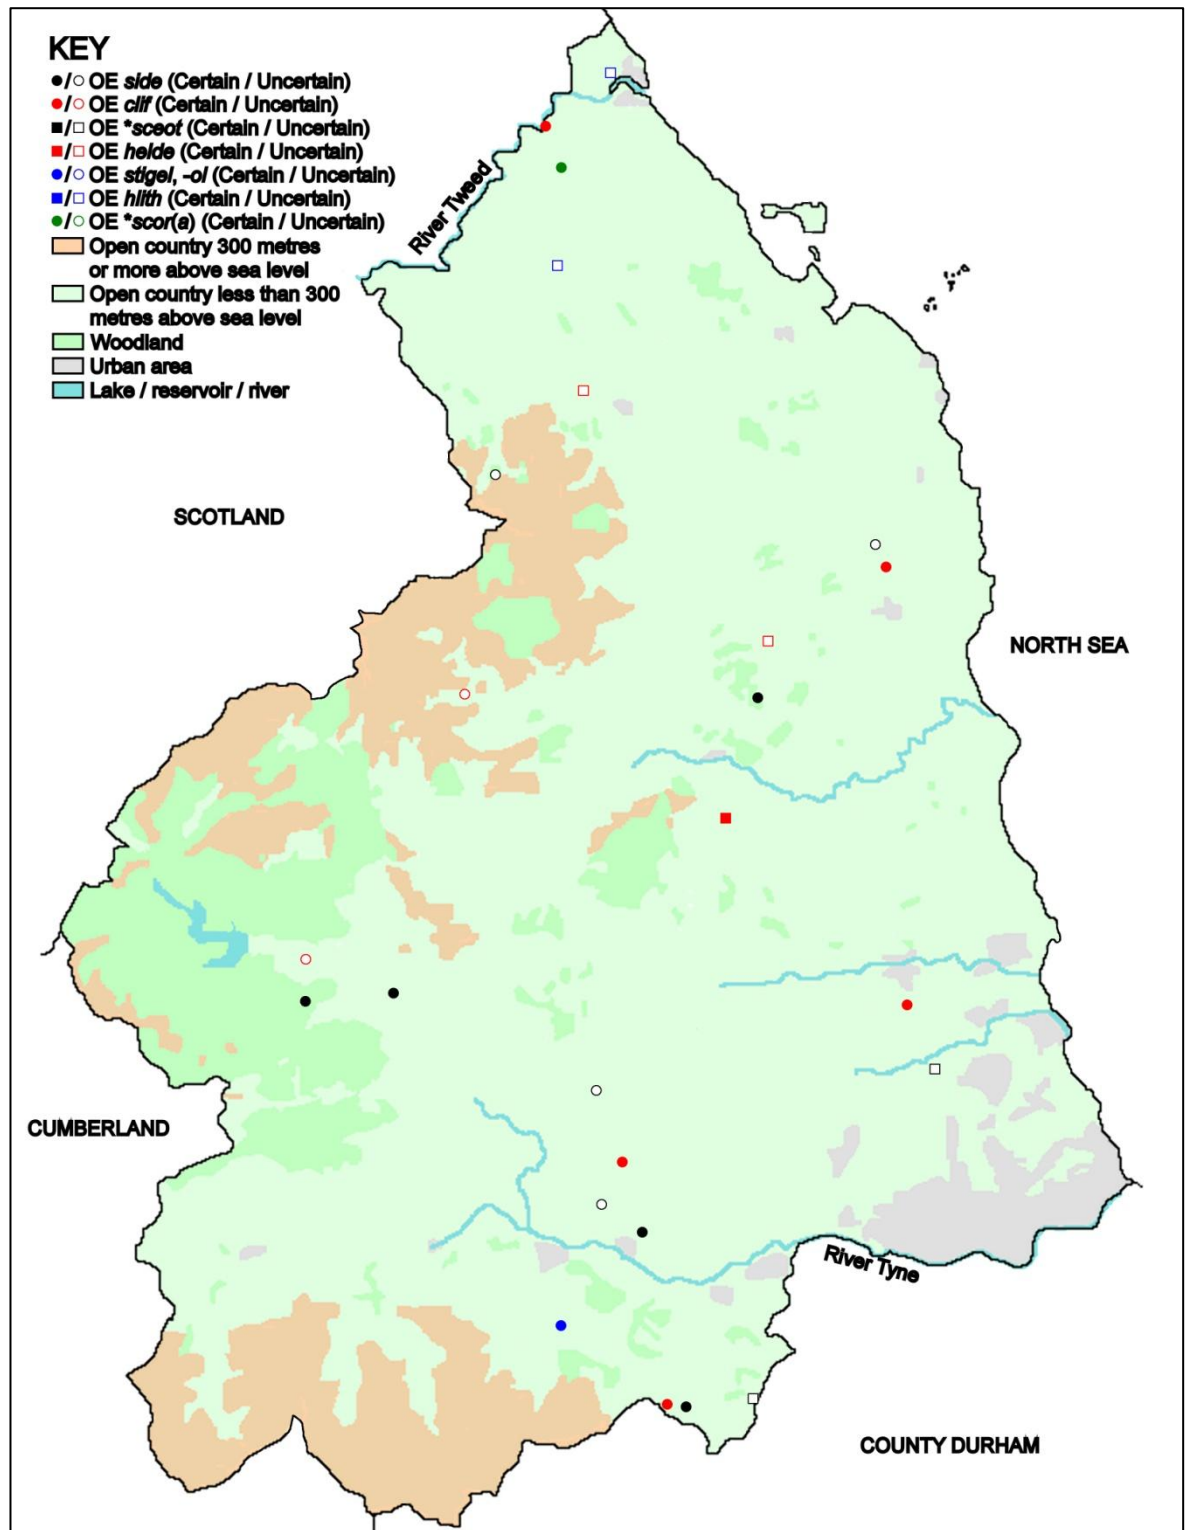 KEY
●/○ OE side (Certain / Uncertain)
●/○ OE clif (Certain / Uncertain)
■/□ OE *sceot (Certain / Uncertain)
■/□ OE helde (Certain / Uncertain)
●/○ OE stigel, -ol (Certain / Uncertain)
■/□ OE hlith (Certain / Uncertain)
●/○ OE *scor(a) (Certain / Uncertain)
Open country 300 metres
or more above sea level
Open country less than 300
metres above sea level
Woodland
Urban area
Lake / reservoir / river
River Tweed
SCOTLAND
NORTH SEA
CUMBERLAND
River Tyne
COUNTY DURHAM